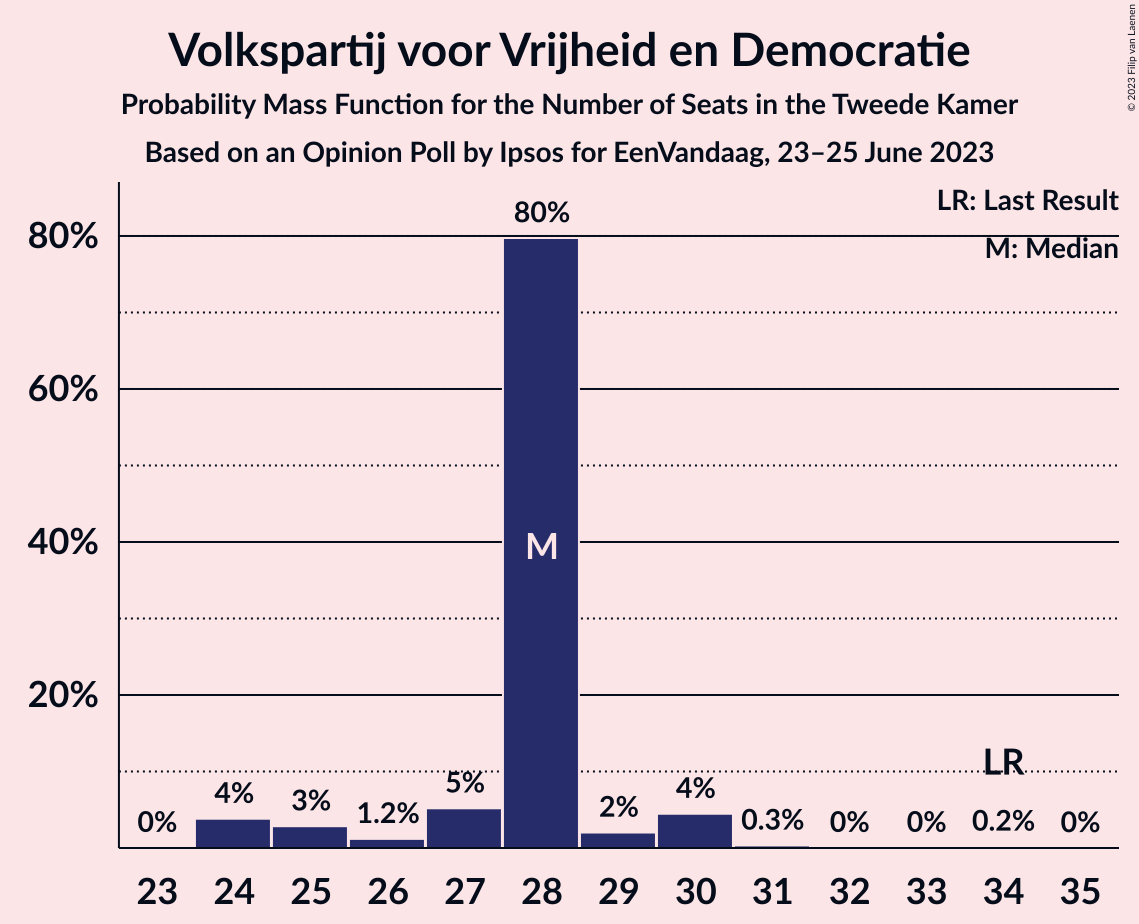 Volkspartij voor Vrijheid en Democratie
Probability Mass Function for the Number of Seats in the Tweede Kamer
Based on an Opinion Poll by Ipsos for EenVandaag, 23–25 June 2023
© 2023 Filip van Laenen
LR: Last Result
M: Median
80%
60%
40%
20%
0%
4%
3%
1.2%
5%
80%
M
2%
4%
0.3%
0%
0%
LR
0.2%
0%
23 24 25 26 27 28 29 30 31 32 33 34 35